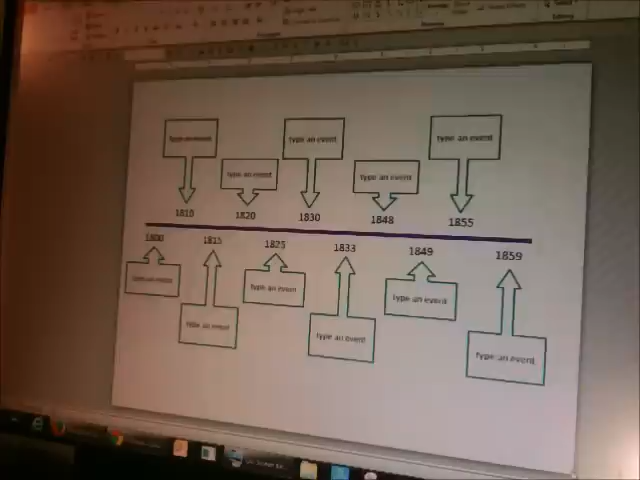 type an event
type an event
type an event
type an event
type an event
1810
1820
1830
1848
1855
1800
1815
1825
1833
1849
1859
type an event
type an event
type an event
type an event
type an event
type an event